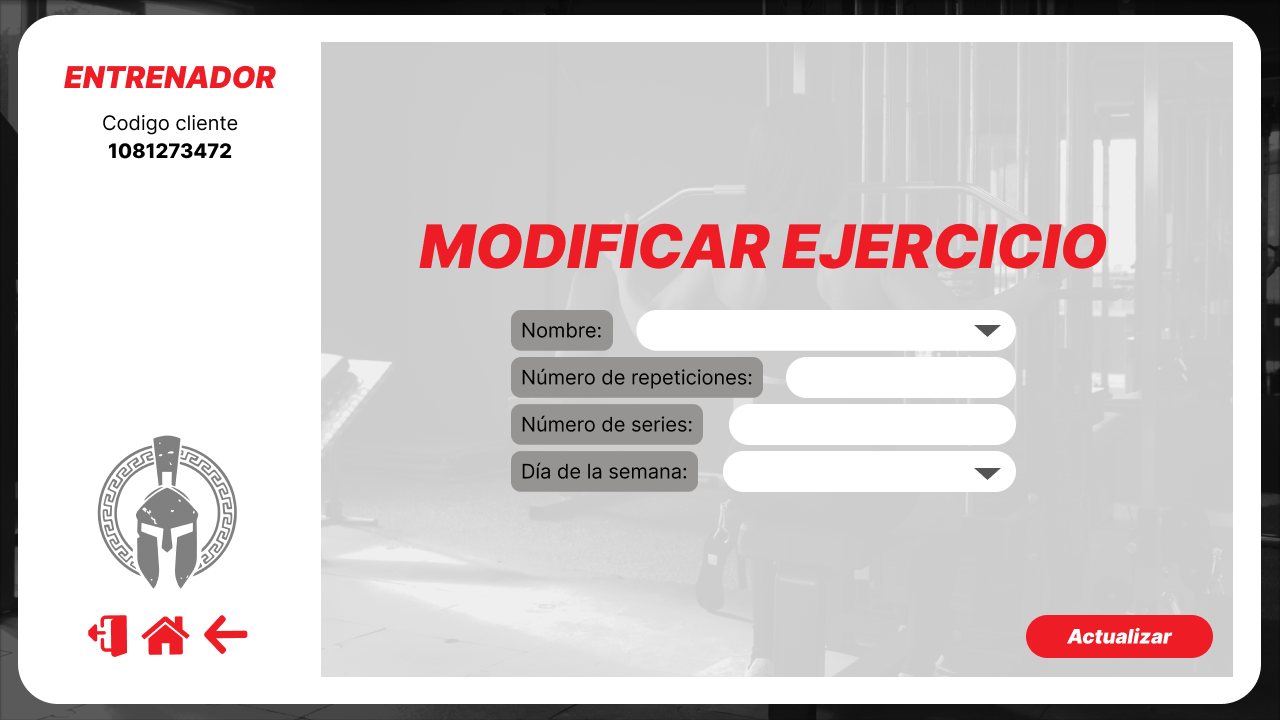 ENTRENADOR
Codigo cliente
1081273472
MODIFICAR EJERCICIO
Nombre:
Número de repeticiones:
Número de series:
Día de la semana:
Actualizar